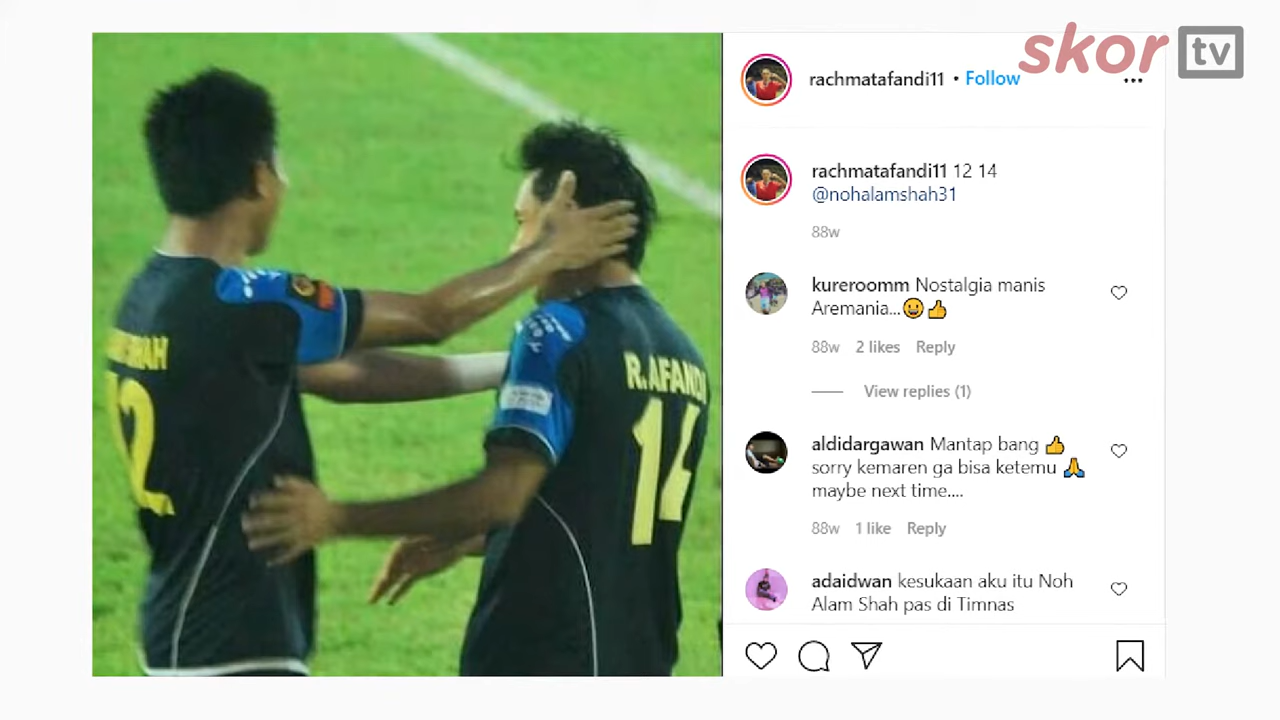 skor tv
rachmatafandi11 • Follow
rachmatafandi11 12 14
@nohalamshah31
88w
kureroomm Nostalgia manis
Aremania...😀👍
88w 2 likes Reply
View replies (1)
aldidargawan Mantap bang 👍
sorry kemaren ga bisa ketemu 🙏
maybe next time....
88w 1 like Reply
adaidwan kesukaan aku itu Noh
Alam Shah pas di Timnas
12
R.AFANDI
14